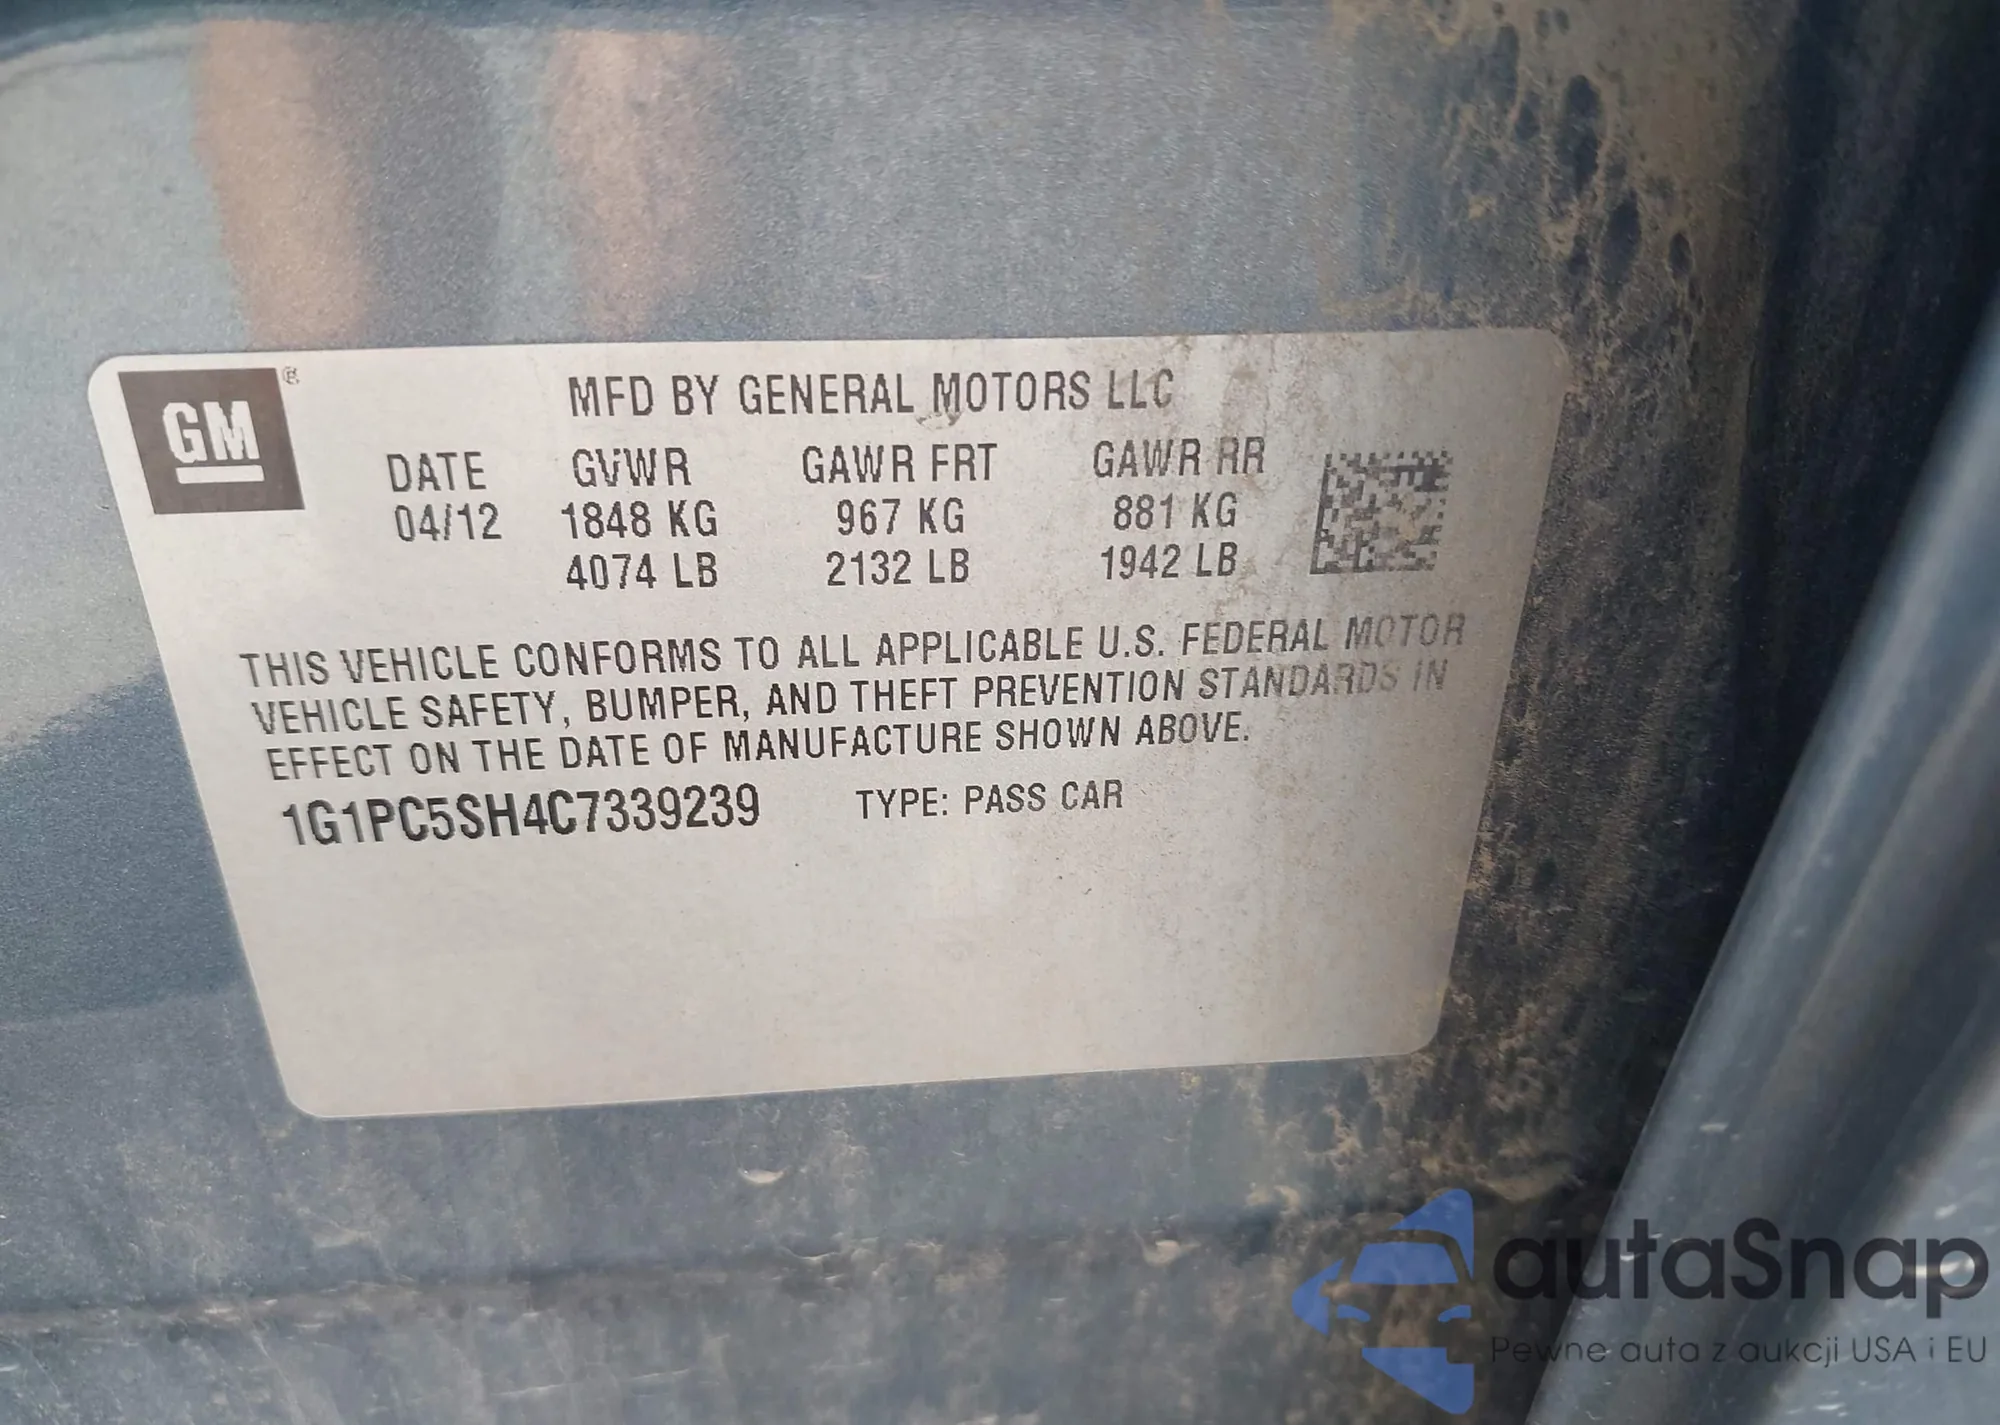 GM ®
MFD BY GENERAL MOTORS LLC
DATE GVWR GAWR FRT GAWR RR
04/12 1848 KG 967 KG 881 KG
4074 LB 2132 LB 1942 LB
THIS VEHICLE CONFORMS TO ALL APPLICABLE U.S. FEDERAL MOTOR
VEHICLE SAFETY, BUMPER, AND THEFT PREVENTION STANDARDS IN
EFFECT ON THE DATE OF MANUFACTURE SHOWN ABOVE.
1G1PC5SH4C7339239 TYPE: PASS CAR
autaSnap
Pewne auta z aukcji USA i EU